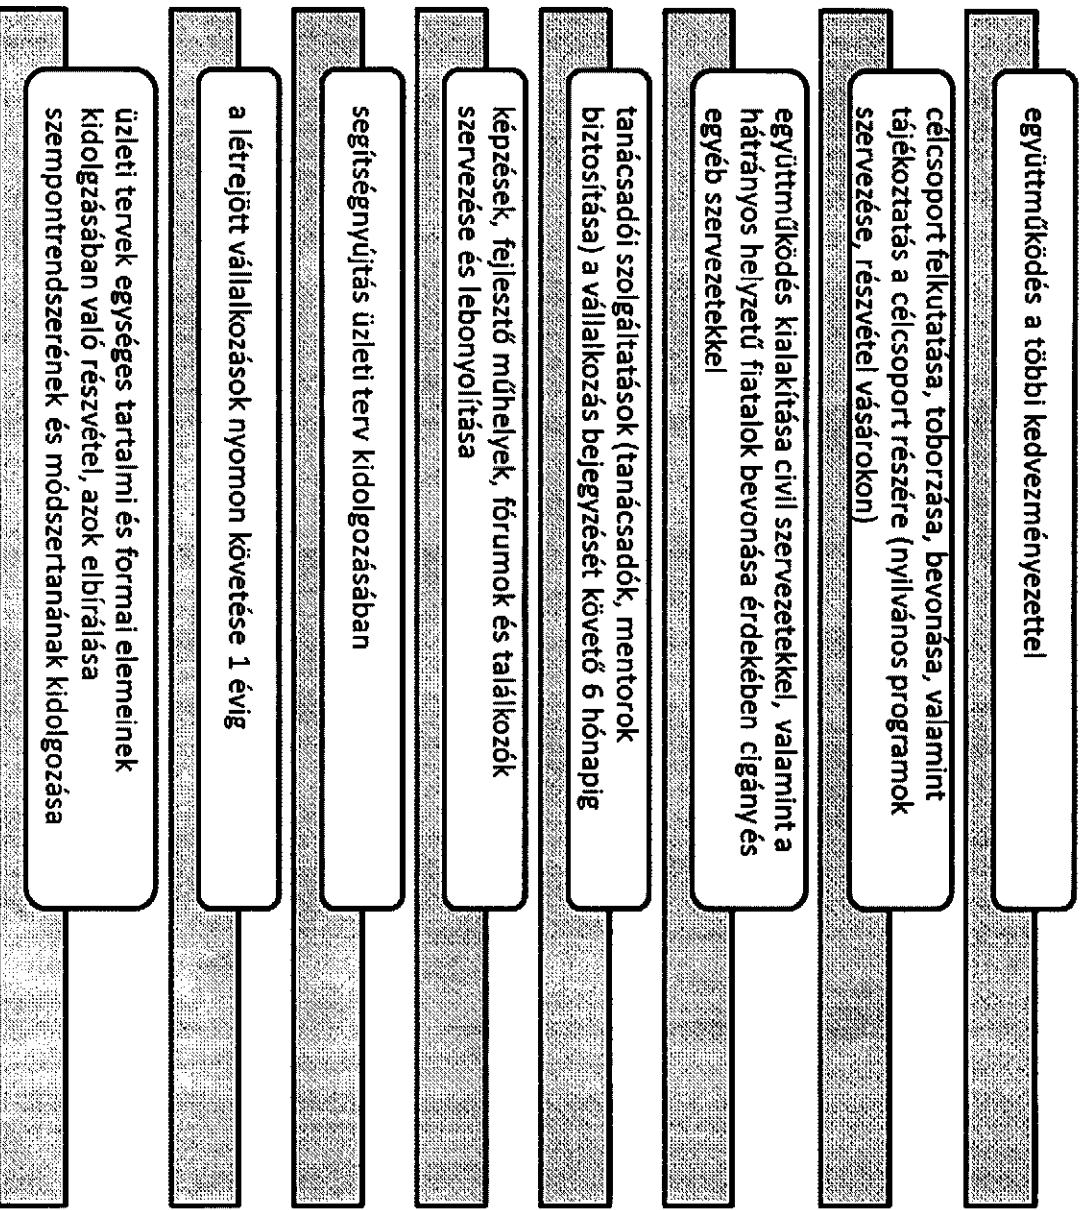 együttműködés a többi kedvezményezettel
célcsoport felkutatása, toborzása, bevonása, valamint
tájékoztatás a célcsoport részére (nyilvános programok
szervezése, részvétel vásárokon)
együttműködés kialakítása civil szervezetekkel, valamint a
hátrányos helyzetű fiatalok bevonása érdekében cigány és
egyéb szervezetekkel
tanácsadói szolgáltatások (tanácsadók, mentorok
biztosítása) a vállalkozás bejegyzését követő 6 hónapig
képzések, fejlesztő műhelyek, fórumok és találkozók
szervezése és lebonyolítása
segítségnyújtás üzleti terv kidolgozásában
a létrejött vállalkozások nyomon követése 1 évig
üzleti tervek egységes tartalmi és formai elemeinek
kidolgzásában való részvétel, azok elbírálása
szempontrendszerének és módszertanának kidolgozása